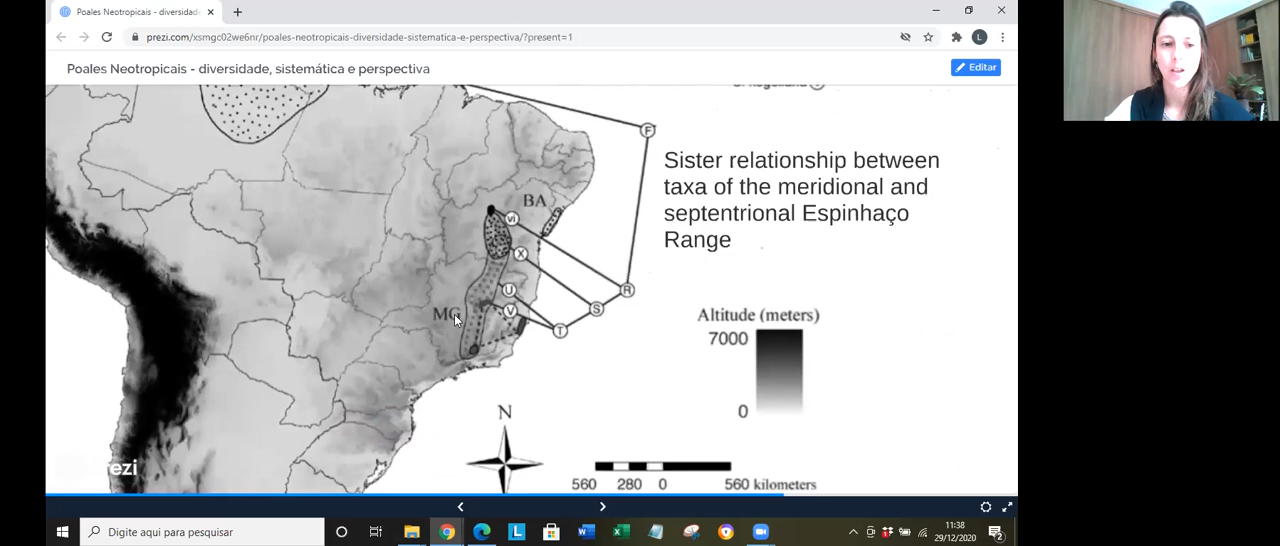 Poales Neotropicais - diversidade
prezi.com/xsmgc02we6nr/poales-neotropicais-diversidade-sistematica-e-perspectiva/?present=1
L
Poales Neotropicais - diversidade, sistemática e perspectiva
Editar
F
Sister relationship between
taxa of the meridional and
septentrional Espinhaço
Range
BA
vi
X
U
R
MG
V
S
T
Altitude (meters)
7000
0
N
ezi
560 280 0 560 kilometers
Digite aqui para pesquisar
11:38
29/12/2020
2